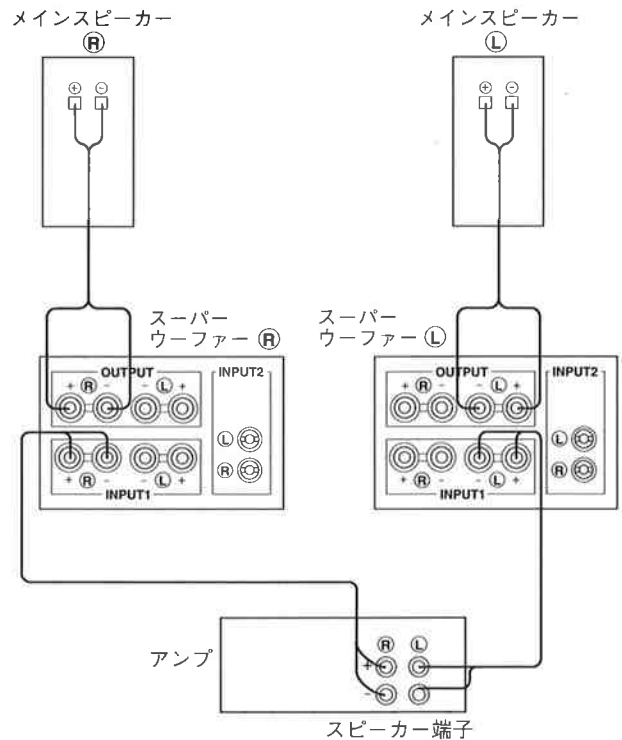 メインスピーカー
Ⓡ
メインスピーカー
Ⓛ
⊕ ⊖
⊕ ⊖
スーパー
ウーファー Ⓡ
スーパー
ウーファー Ⓛ
OUTPUT
+ Ⓡ - - Ⓛ +
INPUT2
Ⓛ
Ⓡ
+ Ⓡ - - Ⓛ +
INPUT1
OUTPUT
+ Ⓡ - - Ⓛ +
INPUT2
Ⓛ
Ⓡ
+ Ⓡ - - Ⓛ +
INPUT1
アンプ
Ⓡ Ⓛ
+
-
スピーカー端子